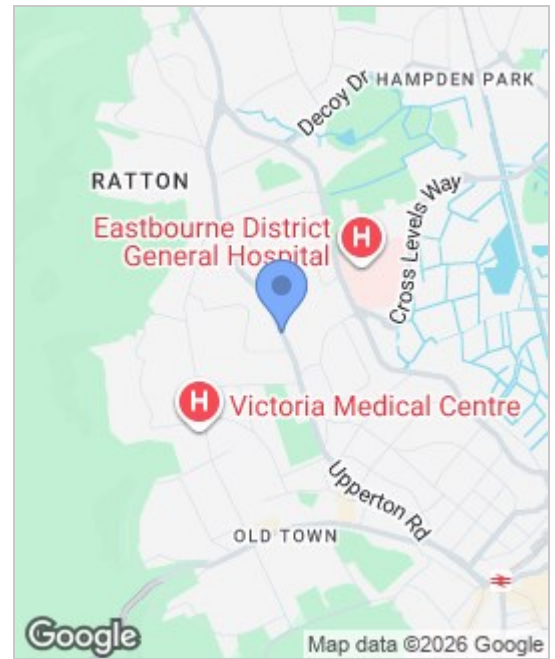 Decoy Dr
HAMPDEN PARK
RATTON
Cross Levels Way
Eastbourne District
General Hospital
H
H
Victoria Medical Centre
Upperton Rd
OLD TOWN
Google
Map data ©2026 Google